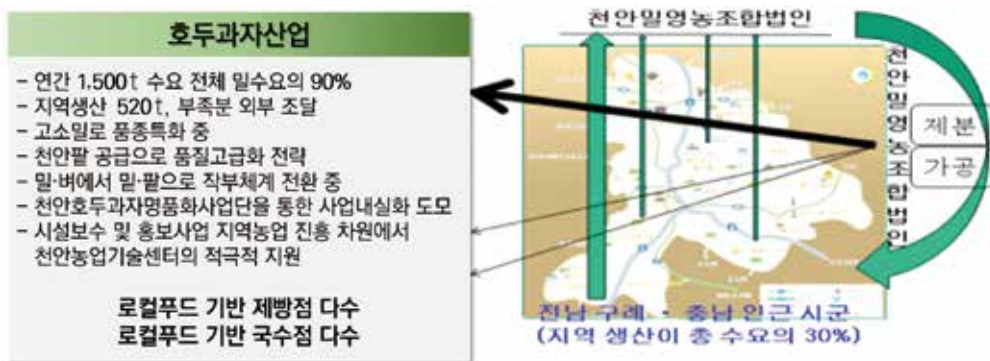 호두과자산업
- 연간 1,500t 수요 전체 밀수요의 90%
- 지역생산 520t, 부족분 외부 조달
- 고소밀로 품종특화 중
- 천안팥 공급으로 품질고급화 전략
- 밀·벼에서 밑·팥으로 작부체계 전환 중
- 천안호두과자명품화사업단을 통한 사업내실화 도모
- 시설보수 및 홍보사업 지역농업 진흥 차원에서
천안농업기술센터의 적극적 지원
로컬푸드 기반 제빵점 다수
로컬푸드 기반 국수점 다수
천안밀영농조합법인
천안밀영농조합법인
제분
가공
전남 구례 · 충남 인근 시군
(지역 생산이 총 수요의 30%)